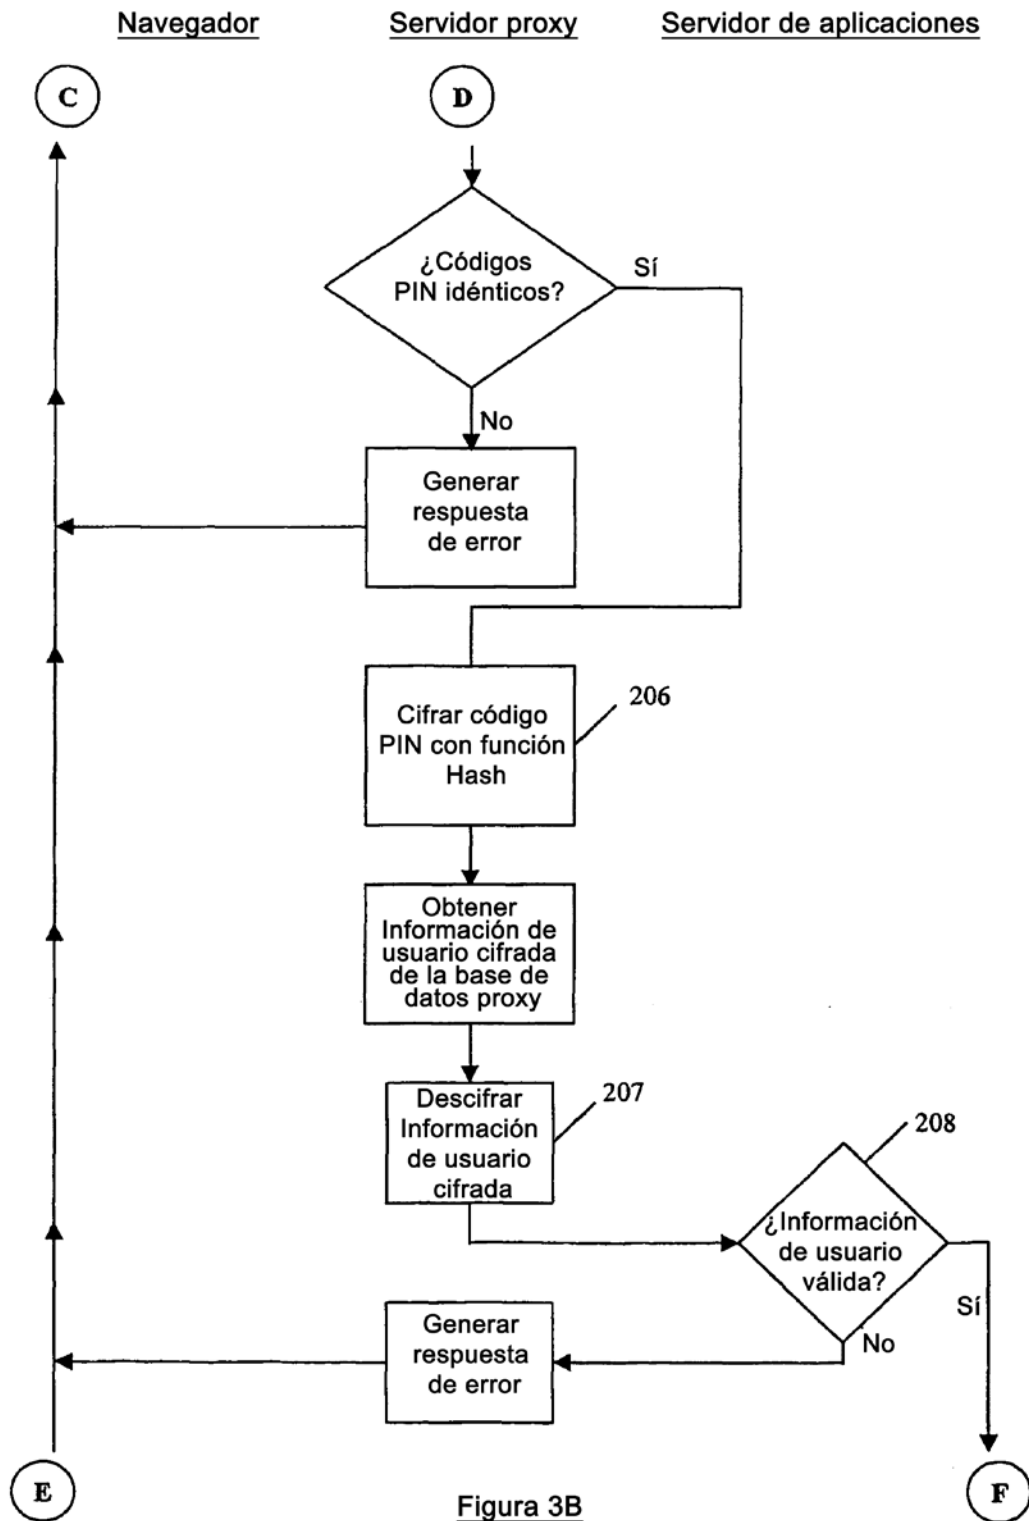 Navegador
Servidor proxy
Servidor de aplicaciones
C
D
¿Códigos
PIN idénticos?
Sí
No
Generar
respuesta
de error
206
Cifrar código
PIN con función
Hash
Obtener
Información de
usuario cifrada
de la base de
datos proxy
207
Descifrar
Información
de usuario
cifrada
208
¿Información
de usuario
válida?
Sí
No
Generar
respuesta
de error
E
F
Figura 3B